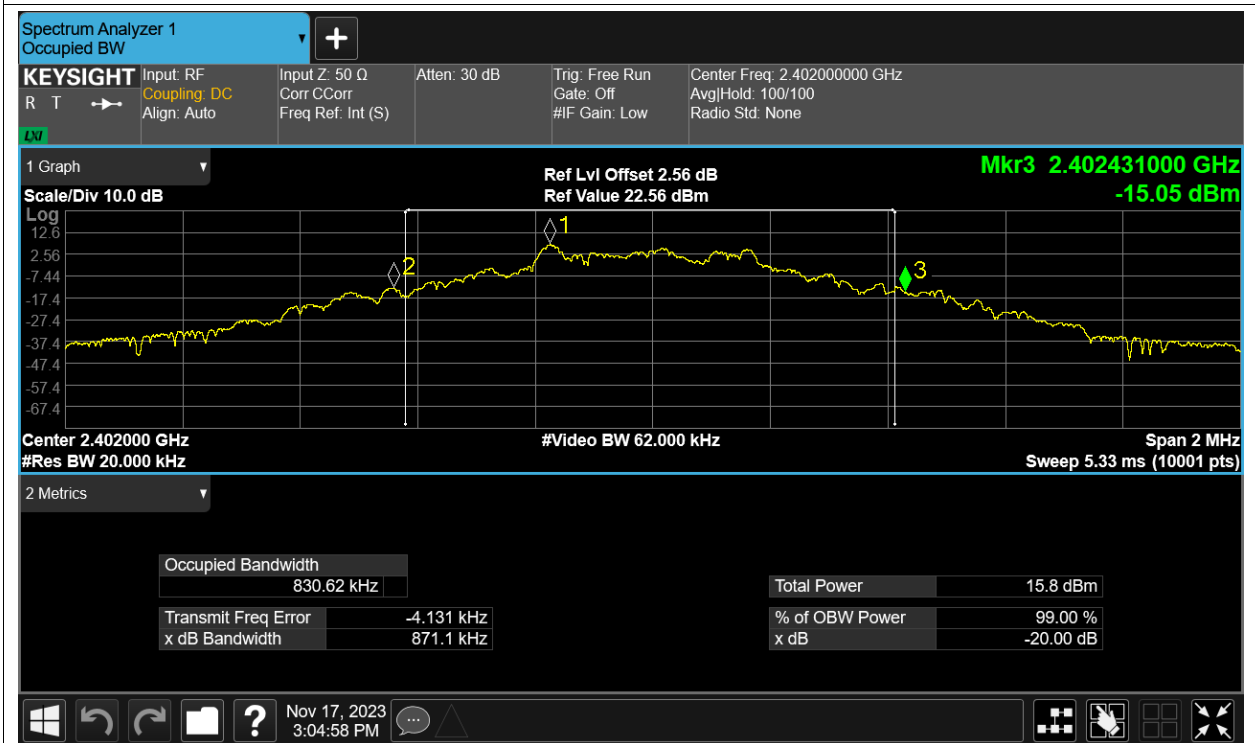 Spectrum Analyzer 1
Occupied BW
+
KEYSIGHT
R T
LXI
Input: RF
Coupling: DC
Align: Auto
Input Z: 50 Ω
Corr CCorr
Freq Ref: Int (S)
Atten: 30 dB
Trig: Free Run
Gate: Off
#IF Gain: Low
Center Freq: 2.402000000 GHz
Avg|Hold: 100/100
Radio Std: None
1 Graph
Scale/Div 10.0 dB
Ref Lvl Offset 2.56 dB
Ref Value 22.56 dBm
Mkr3 2.402431000 GHz
-15.05 dBm
Log
12.6
2.56
-7.44
-17.4
-27.4
-37.4
-47.4
-57.4
-67.4
1
2
3
Center 2.402000 GHz
#Res BW 20.000 kHz
#Video BW 62.000 kHz
Span 2 MHz
Sweep 5.33 ms (10001 pts)
2 Metrics
Occupied Bandwidth
830.62 kHz
Transmit Freq Error -4.131 kHz
x dB Bandwidth 871.1 kHz
Total Power 15.8 dBm
% of OBW Power 99.00 %
x dB -20.00 dB
?
Nov 17, 2023
3:04:58 PM